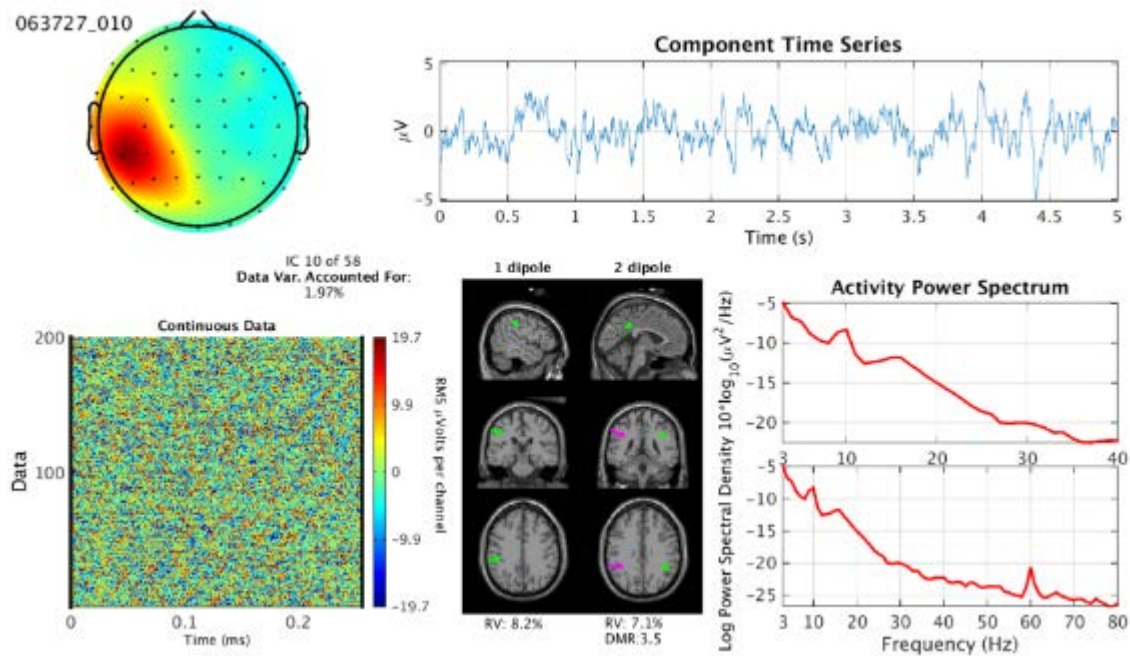 063727_010
IC 10 of 58
Data Var. Accounted For:
1.97%
Component Time Series
5
0
-5
μV
0 0.5 1 1.5 2 2.5 3 3.5 4 4.5 5
Time (s)
Continuous Data
200
100
Data
0 0.1 0.2
Time (ms)
19.7
9.9
0
-9.9
-19.7
RMS μVolts per channel
1 dipole 2 dipole
RV: 8.2% RV: 7.1%
DMR:3.5
Activity Power Spectrum
Log Power Spectral Density 10*log10(μV2/Hz)
-5
-10
-15
-20
3 10 20 30 40
-5
-10
-15
-20
-25
3 10 20 30 40 50 60 70 80
Frequency (Hz)